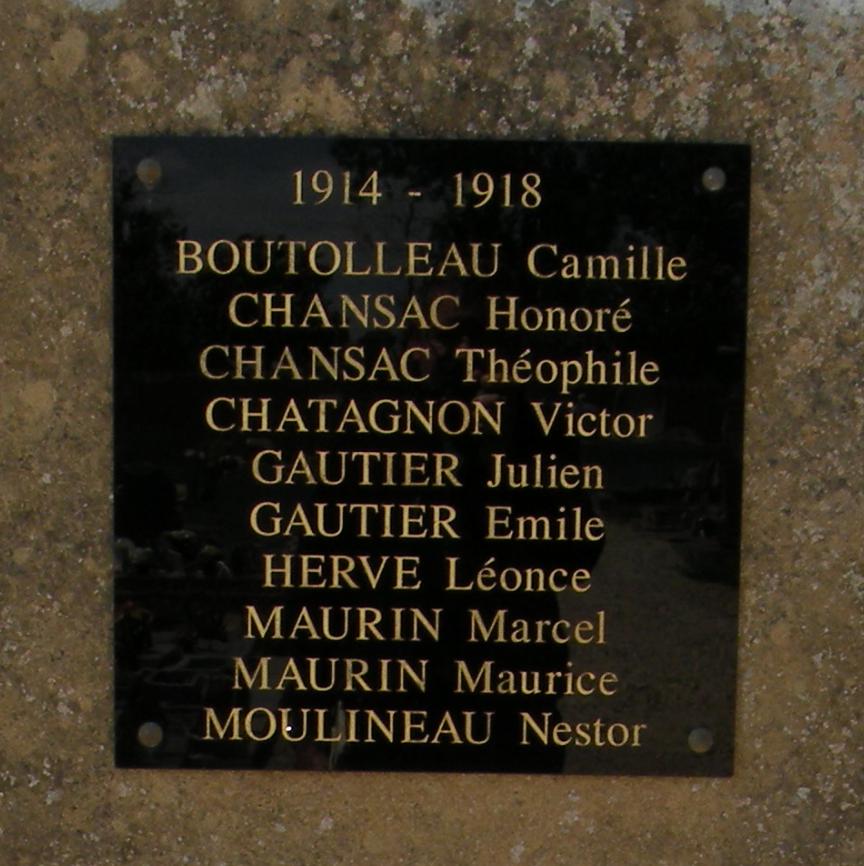 1914 - 1918
BOUTOLLEAU Camille
CHANSAC Honoré
CHANSAC Théophile
CHATAGNON Victor
GAUTIER Julien
GAUTIER Emile
HERVE Léonce
MAURIN Marcel
MAURIN Maurice
MOULINEAU Nestor